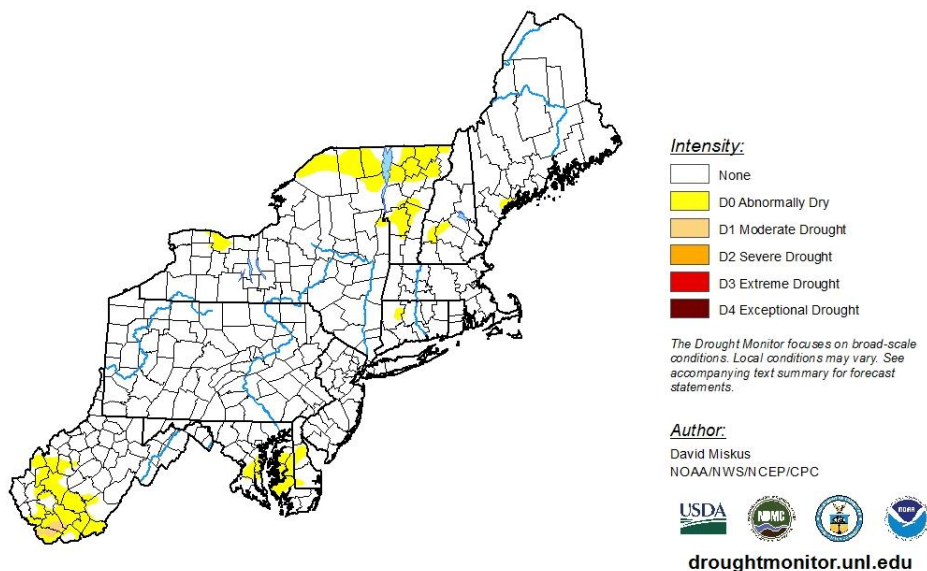 Intensity:
None
D0 Abnormally Dry
D1 Moderate Drought
D2 Severe Drought
D3 Extreme Drought
D4 Exceptional Drought
The Drought Monitor focuses on broad-scale
conditions. Local conditions may vary. See
accompanying text summary for forecast
statements.
Author:
David Miskus
NOAA/NWS/NCEP/CPC
USDA
NDMC
NOAA
droughtmonitor.unl.edu